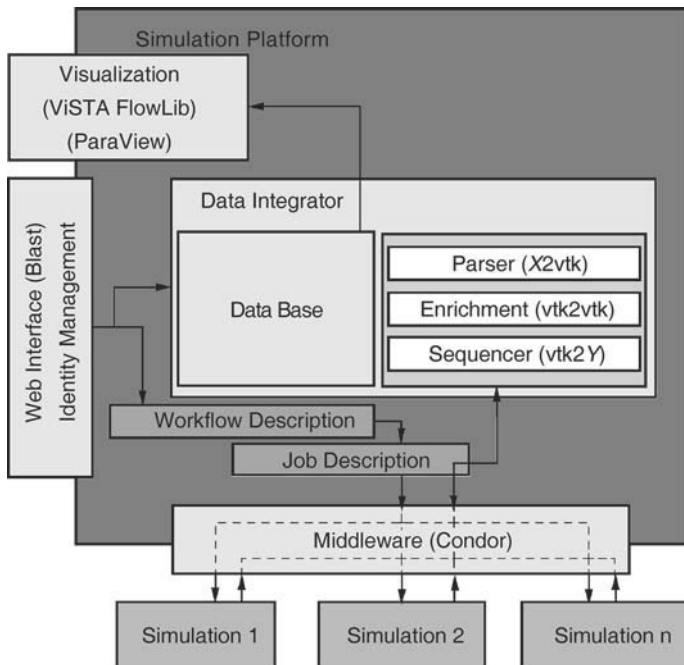 Simulation Platform
Visualization
(ViSTA FlowLib)
(ParaView)
Web Interface (Blast)
Identity Management
Data Integrator
Data Base
Parser (X2vtk)
Enrichment (vtk2vtk)
Sequencer (vtk2Y)
Workflow Description
Job Description
Middleware (Condor)
Simulation 1
Simulation 2
Simulation n